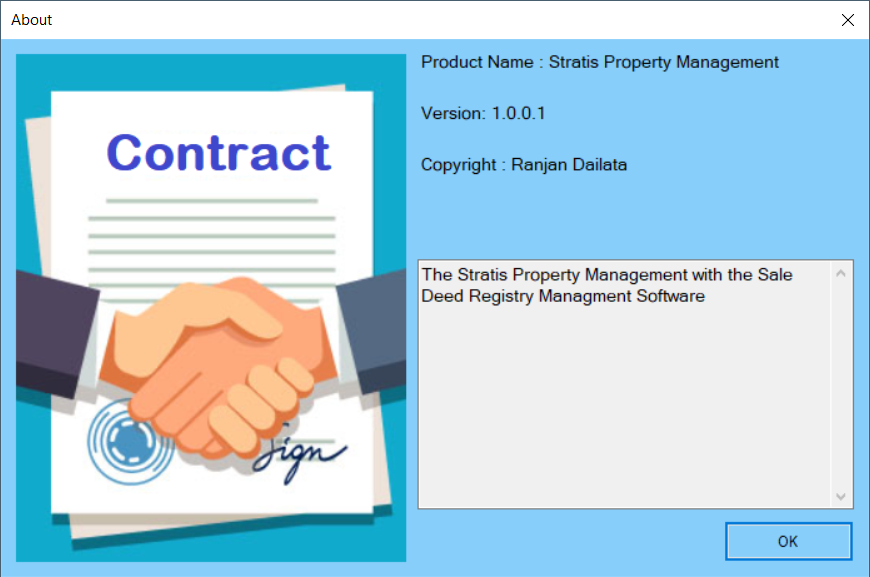 About
Contract
Sign
Product Name : Stratis Property Management
Version: 1.0.0.1
Copyright : Ranjan Dailata
The Stratis Property Management with the Sale
Deed Registry Managment Software
OK